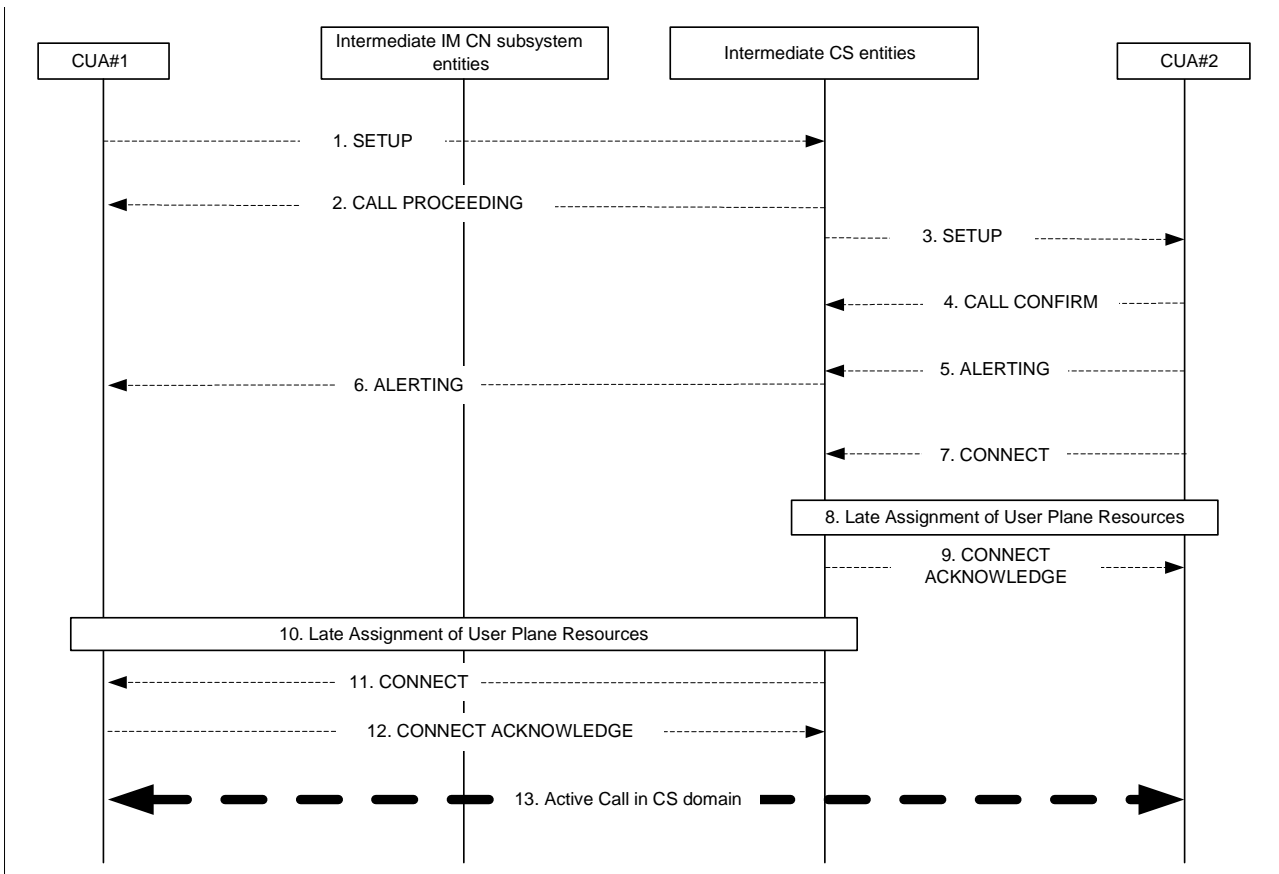 CUA#1
Intermediate IM CN subsystem
entities
Intermediate CS entities
CUA#2
1. SETUP
2. CALL PROCEEDING
3. SETUP
4. CALL CONFIRM
5. ALERTING
6. ALERTING
7. CONNECT
8. Late Assignment of User Plane Resources
9. CONNECT
ACKNOWLEDGE
10. Late Assignment of User Plane Resources
11. CONNECT
12. CONNECT ACKNOWLEDGE
13. Active Call in CS domain